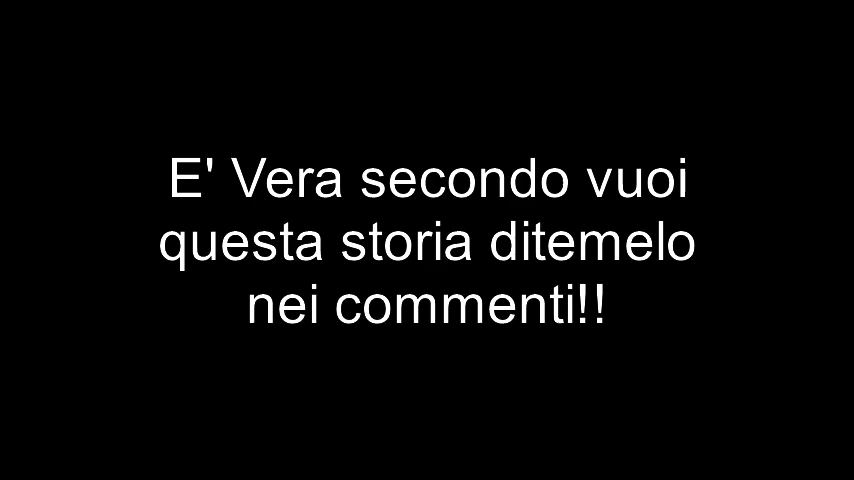 E' Vera secondo vuoi
questa storia ditemelo
nei commenti!!